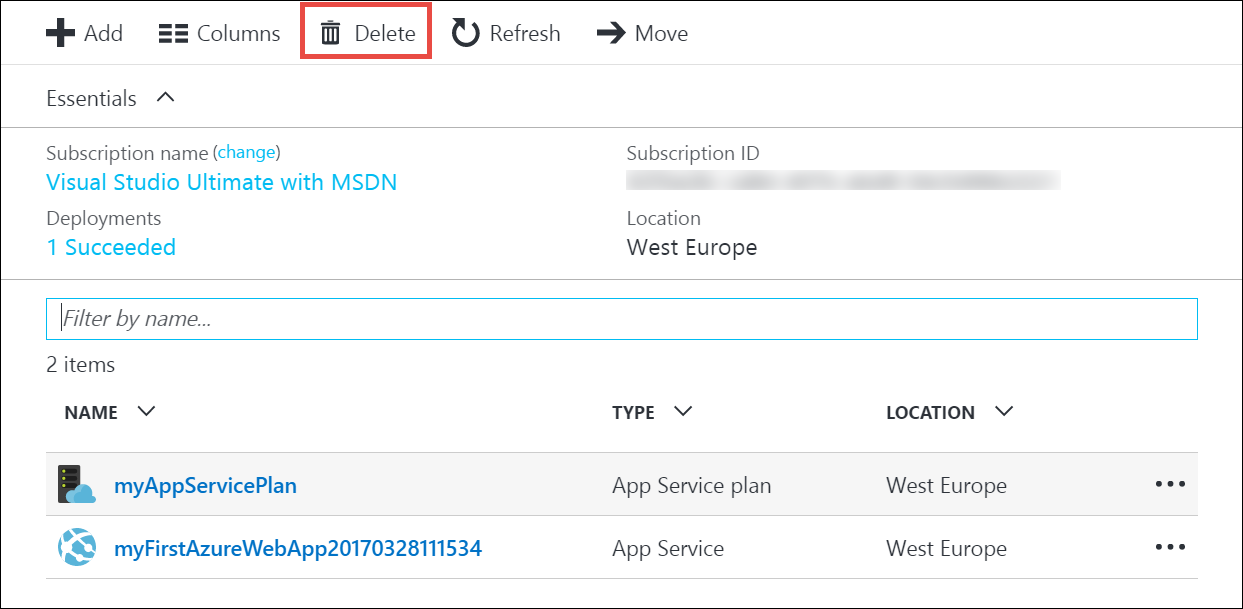 Add Columns Delete Refresh Move
Essentials
Subscription name (change) Subscription ID
Visual Studio Ultimate with MSDN
Deployments Location
1 Succeeded West Europe
Filter by name...
2 items
NAME TYPE LOCATION
myAppServicePlan App Service plan West Europe
myFirstAzureWebApp20170328111534 App Service West Europe